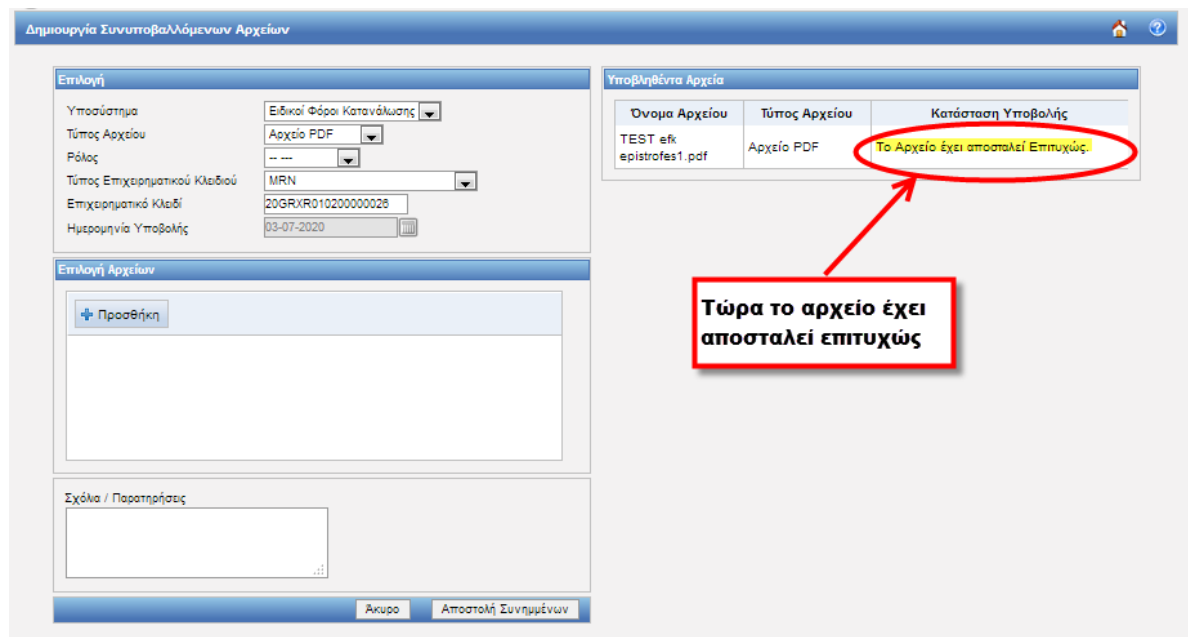 Δημιουργία Συνυποβαλλόμενων Αρχείων
Επιλογή
Υποσύστημα
Ειδικοί Φόροι Κατανάλωσης
Τύπος Αρχείου
Αρχείο PDF
Ρόλος
-- ---
Τύπος Επιχειρηματικού Κλειδιού
MRN
Επιχειρηματικό Κλειδί
20GRXR010200000026
Ημερομηνία Υποβολής
03-07-2020
Επιλογή Αρχείων
Προσθήκη
Σχόλια / Παρατηρήσεις
Άκυρο
Αποστολή Συνημμένων
Υποβληθέντα Αρχεία
Όνομα Αρχείου
Τύπος Αρχείου
Κατάσταση Υποβολής
TEST efk
epistrofes1.pdf
Αρχείο PDF
Το Αρχείο έχει αποσταλεί Επιτυχώς.
Τώρα το αρχείο έχει
αποσταλεί επιτυχώς